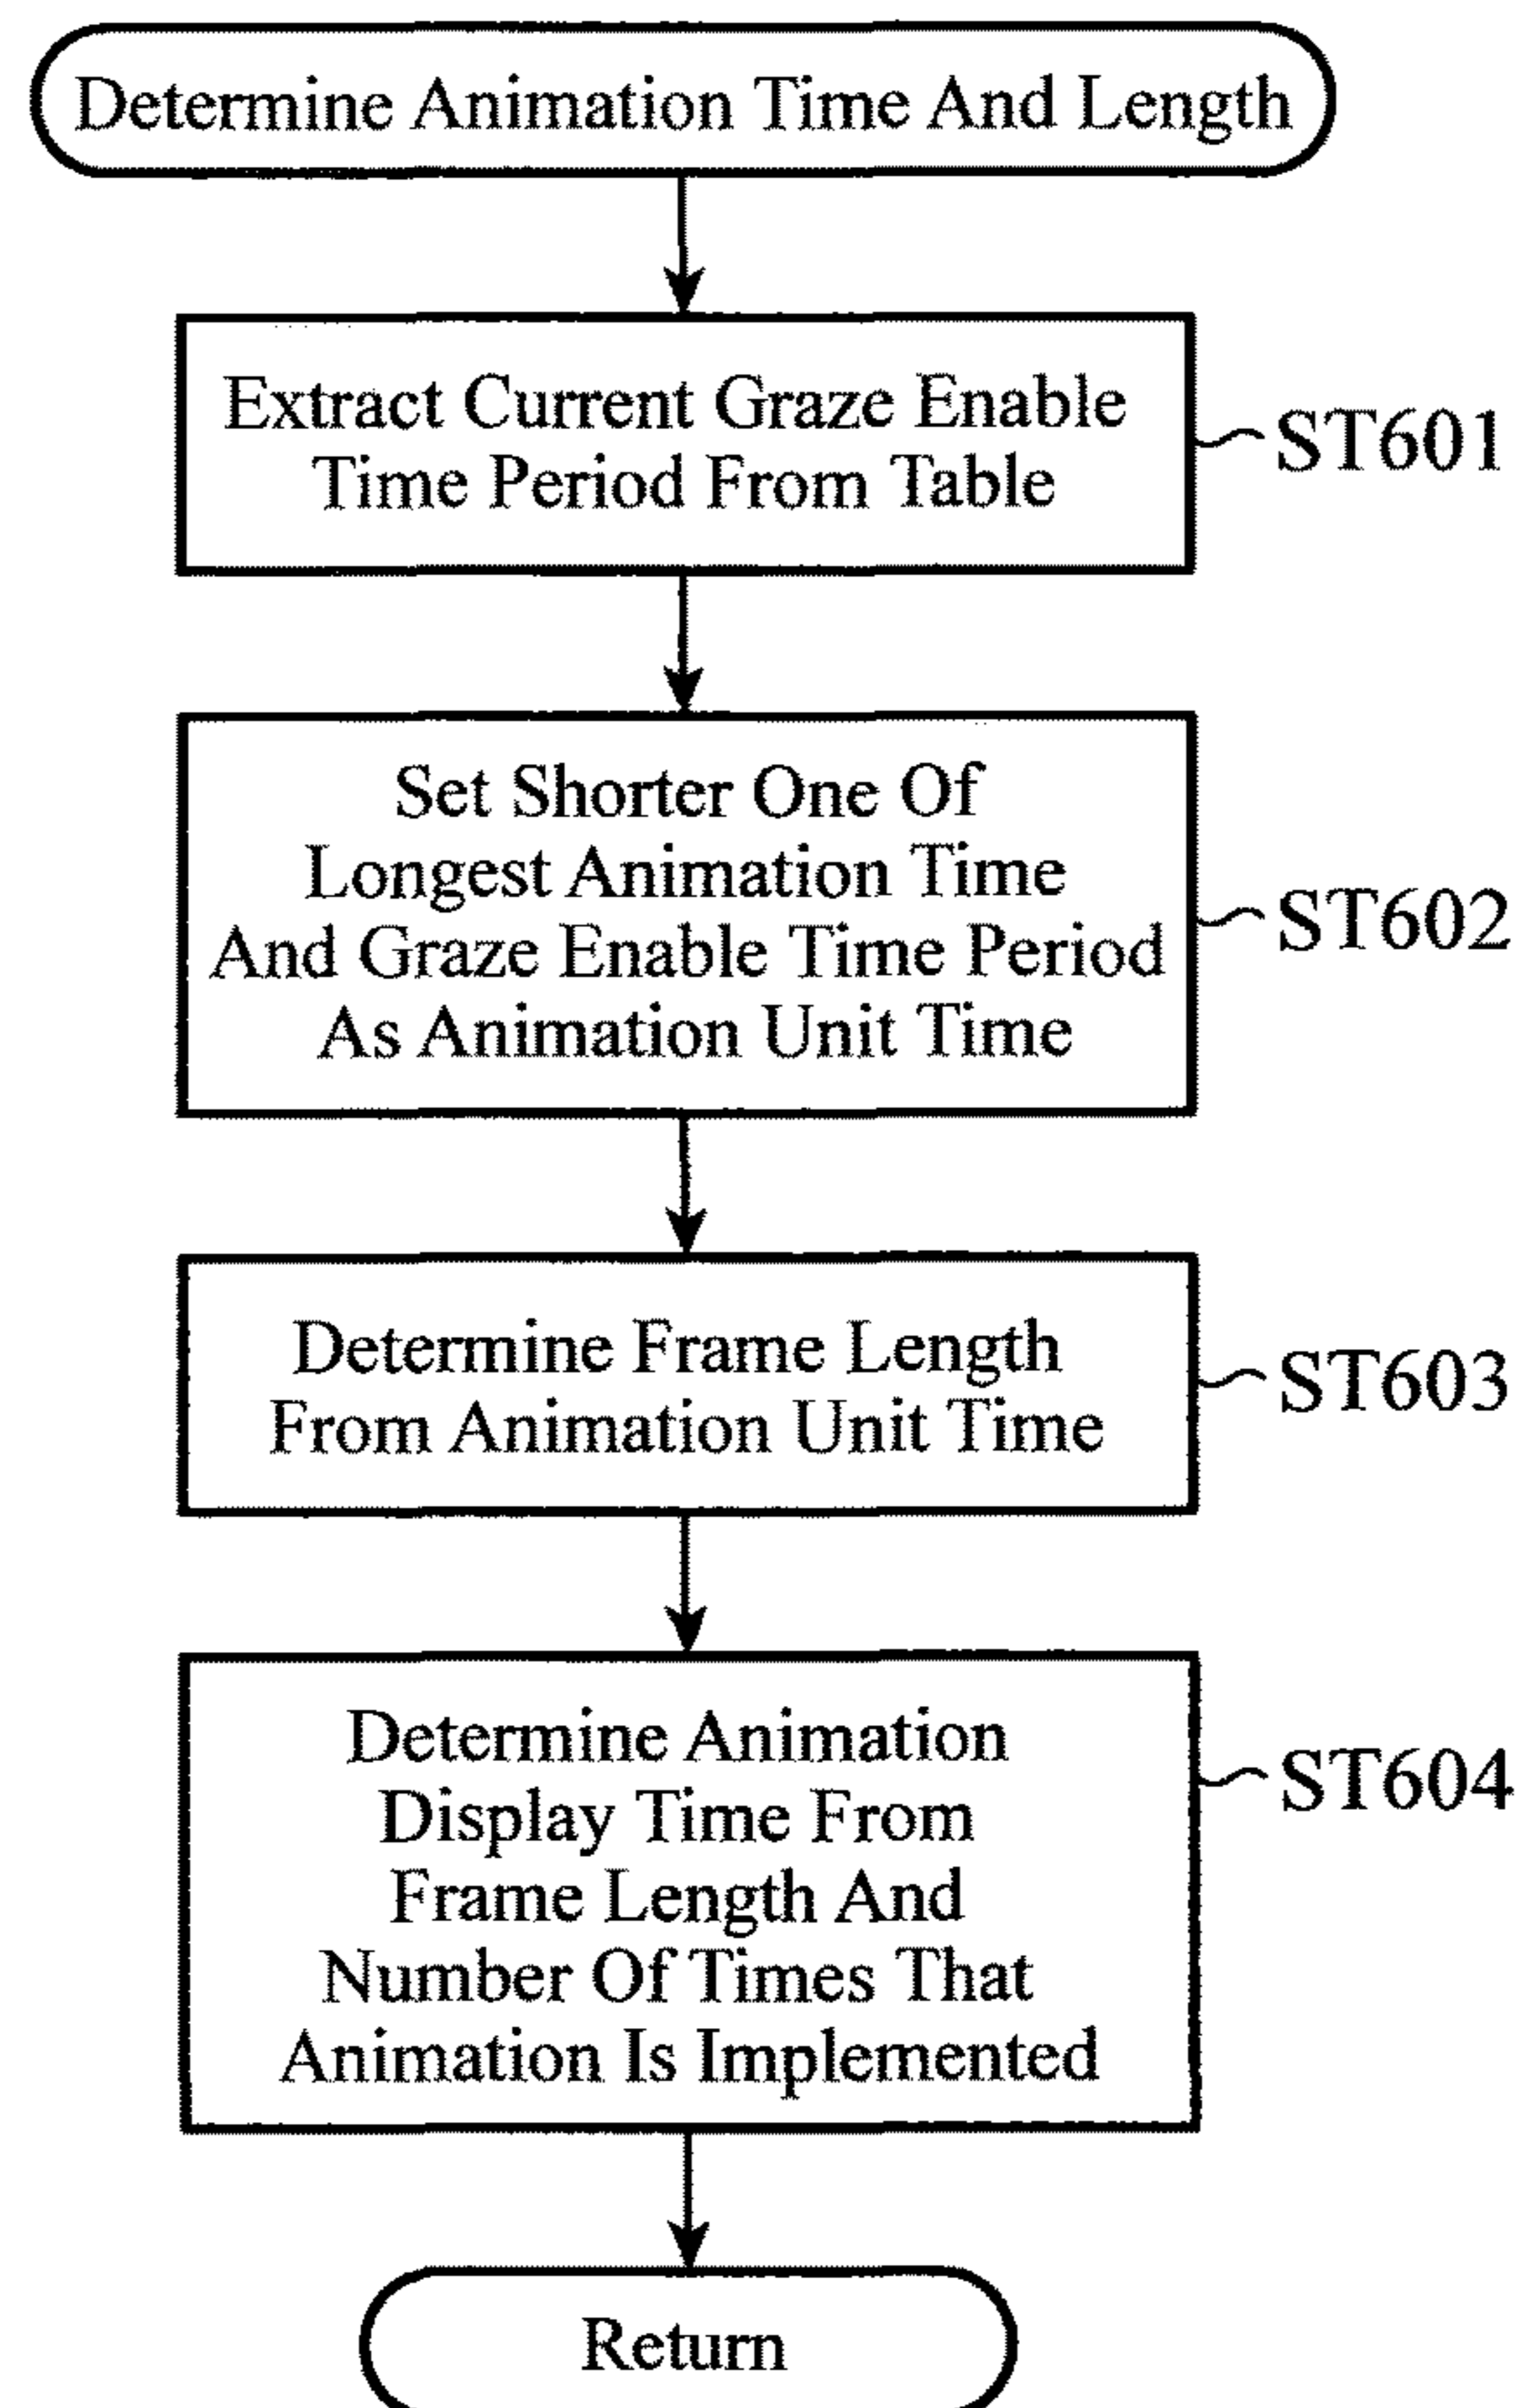 Determine Animation Time And Length
Extract Current Graze Enable
Time Period From Table
ST601
Set Shorter One Of
Longest Animation Time
And Graze Enable Time Period
As Animation Unit Time
ST602
Determine Frame Length
From Animation Unit Time
ST603
Determine Animation
Display Time From
Frame Length And
Number Of Times That
Animation Is Implemented
ST604
Return